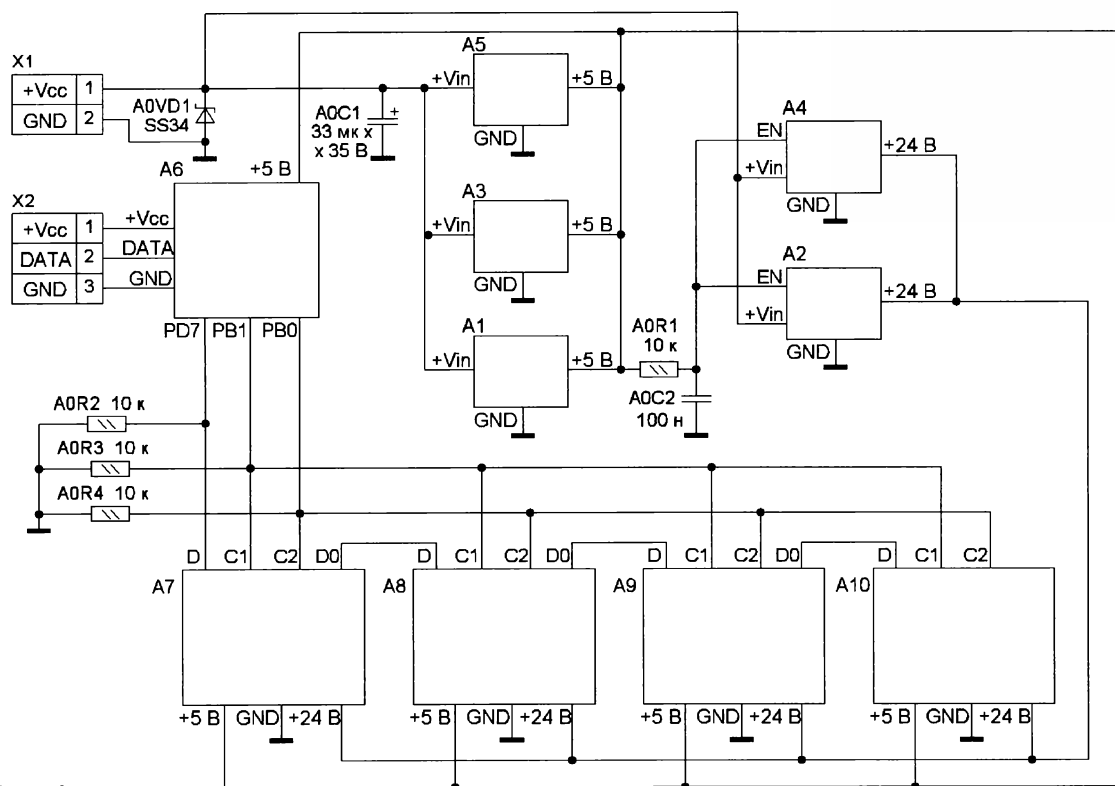 X1
+Vcc 1
GND 2
A0VD1
SS34
A0C1
33 мк х
х 35 В
+
A5
+Vin
+5 В
GND
A4
EN
+Vin
+24 В
GND
A6
+5 В
X2
+Vcc 1
DATA 2
GND 3
+Vcc
DATA
GND
PD7 PB1 PB0
A3
+Vin
+5 В
GND
A2
EN
+Vin
+24 В
GND
A1
+Vin
+5 В
GND
A0R1
10 к
A0C2
100 н
A0R2 10 к
A0R3 10 к
A0R4 10 к
D C1 C2 D0 D C1 C2 D0 D C1 C2 D0 D C1 C2
A7 A8 A9 A10
+5 В GND +24 В +5 В GND +24 В +5 В GND +24 В +5 В GND +24 В